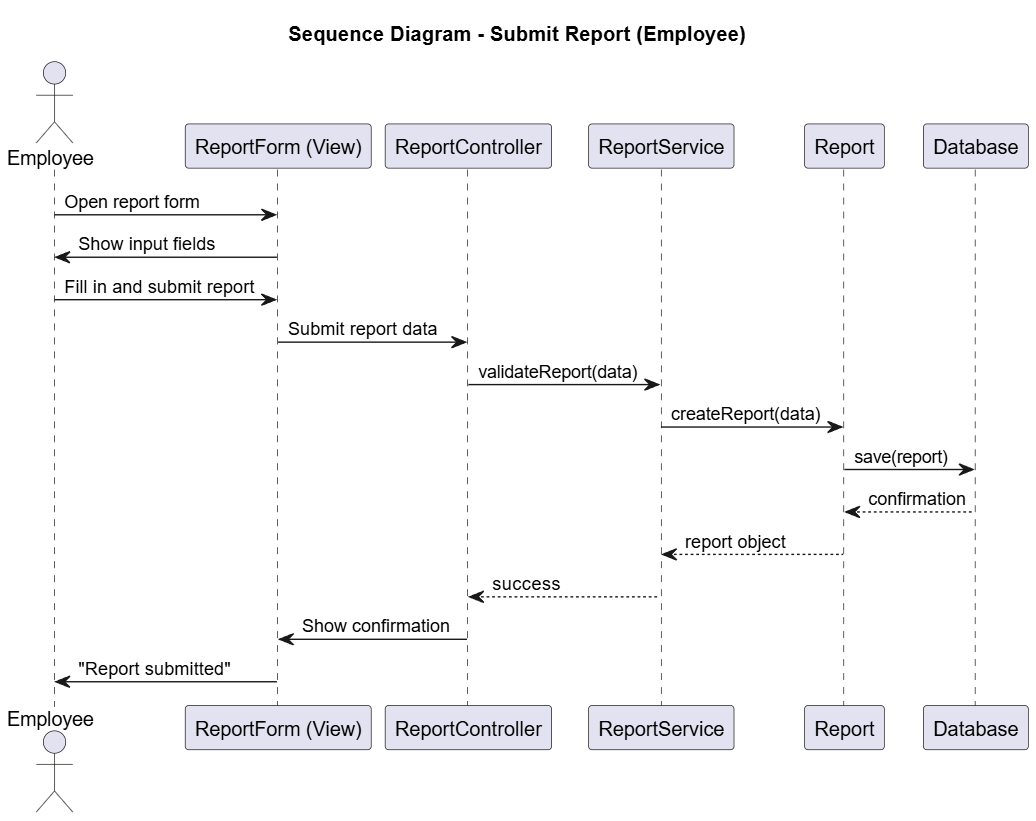 Sequence Diagram - Submit Report (Employee)
Employee
ReportForm (View)
ReportController
ReportService
Report
Database
Open report form
Show input fields
Fill in and submit report
Submit report data
validateReport(data)
createReport(data)
save(report)
confirmation
report object
success
Show confirmation
"Report submitted"
Employee
ReportForm (View)
ReportController
ReportService
Report
Database